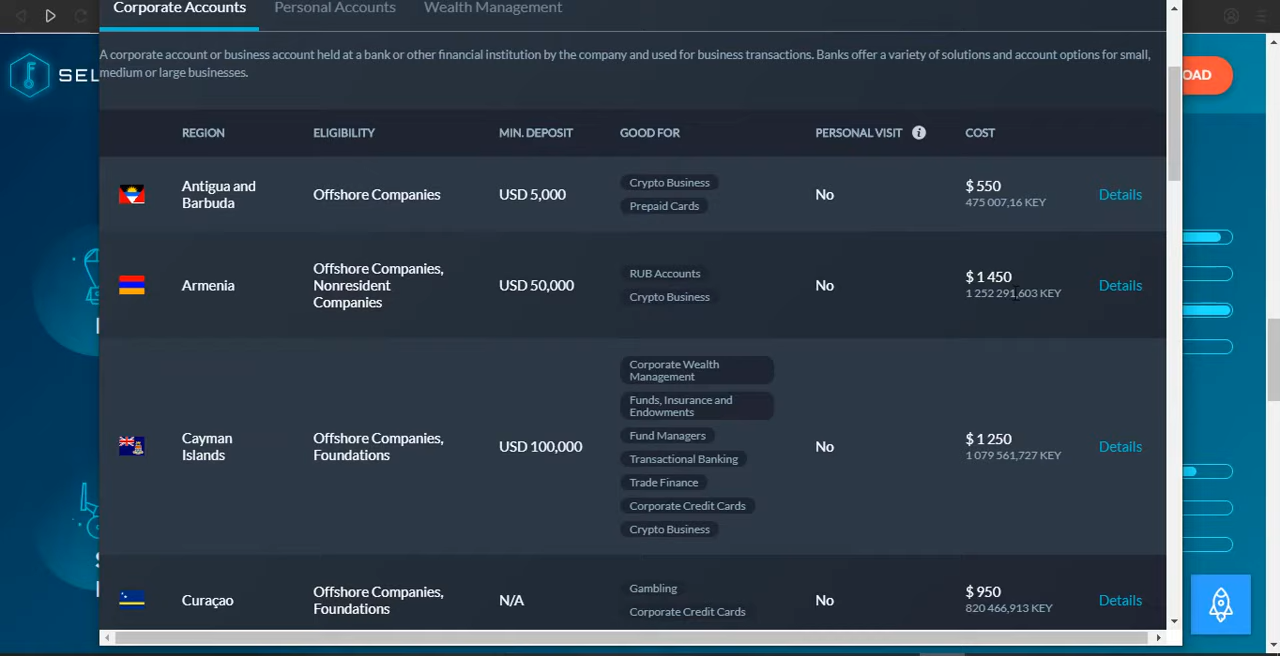 Corporate Accounts
Personal Accounts
Wealth Management
A corporate account or business account held at a bank or other financial institution by the company and used for business transactions. Banks offer a variety of solutions and account options for small,
medium or large businesses.
SEL
OAD
REGION
ELIGIBILITY
MIN. DEPOSIT
GOOD FOR
PERSONAL VISIT
i
COST
Antigua and
Barbuda
Offshore Companies
USD 5,000
Crypto Business
Prepaid Cards
No
$ 550
475 007,16 KEY
Details
Armenia
Offshore Companies,
Nonresident
Companies
USD 50,000
RUB Accounts
Crypto Business
No
$ 1 450
1 252 291,603 KEY
Details
Cayman
Islands
Offshore Companies,
Foundations
USD 100,000
Corporate Wealth
Management
Funds, Insurance and
Endowments
Fund Managers
Transactional Banking
Trade Finance
Corporate Credit Cards
Crypto Business
No
$ 1 250
1 079 561,727 KEY
Details
Curaçao
Offshore Companies,
Foundations
N/A
Gambling
Corporate Credit Cards
No
$ 950
820 466,913 KEY
Details